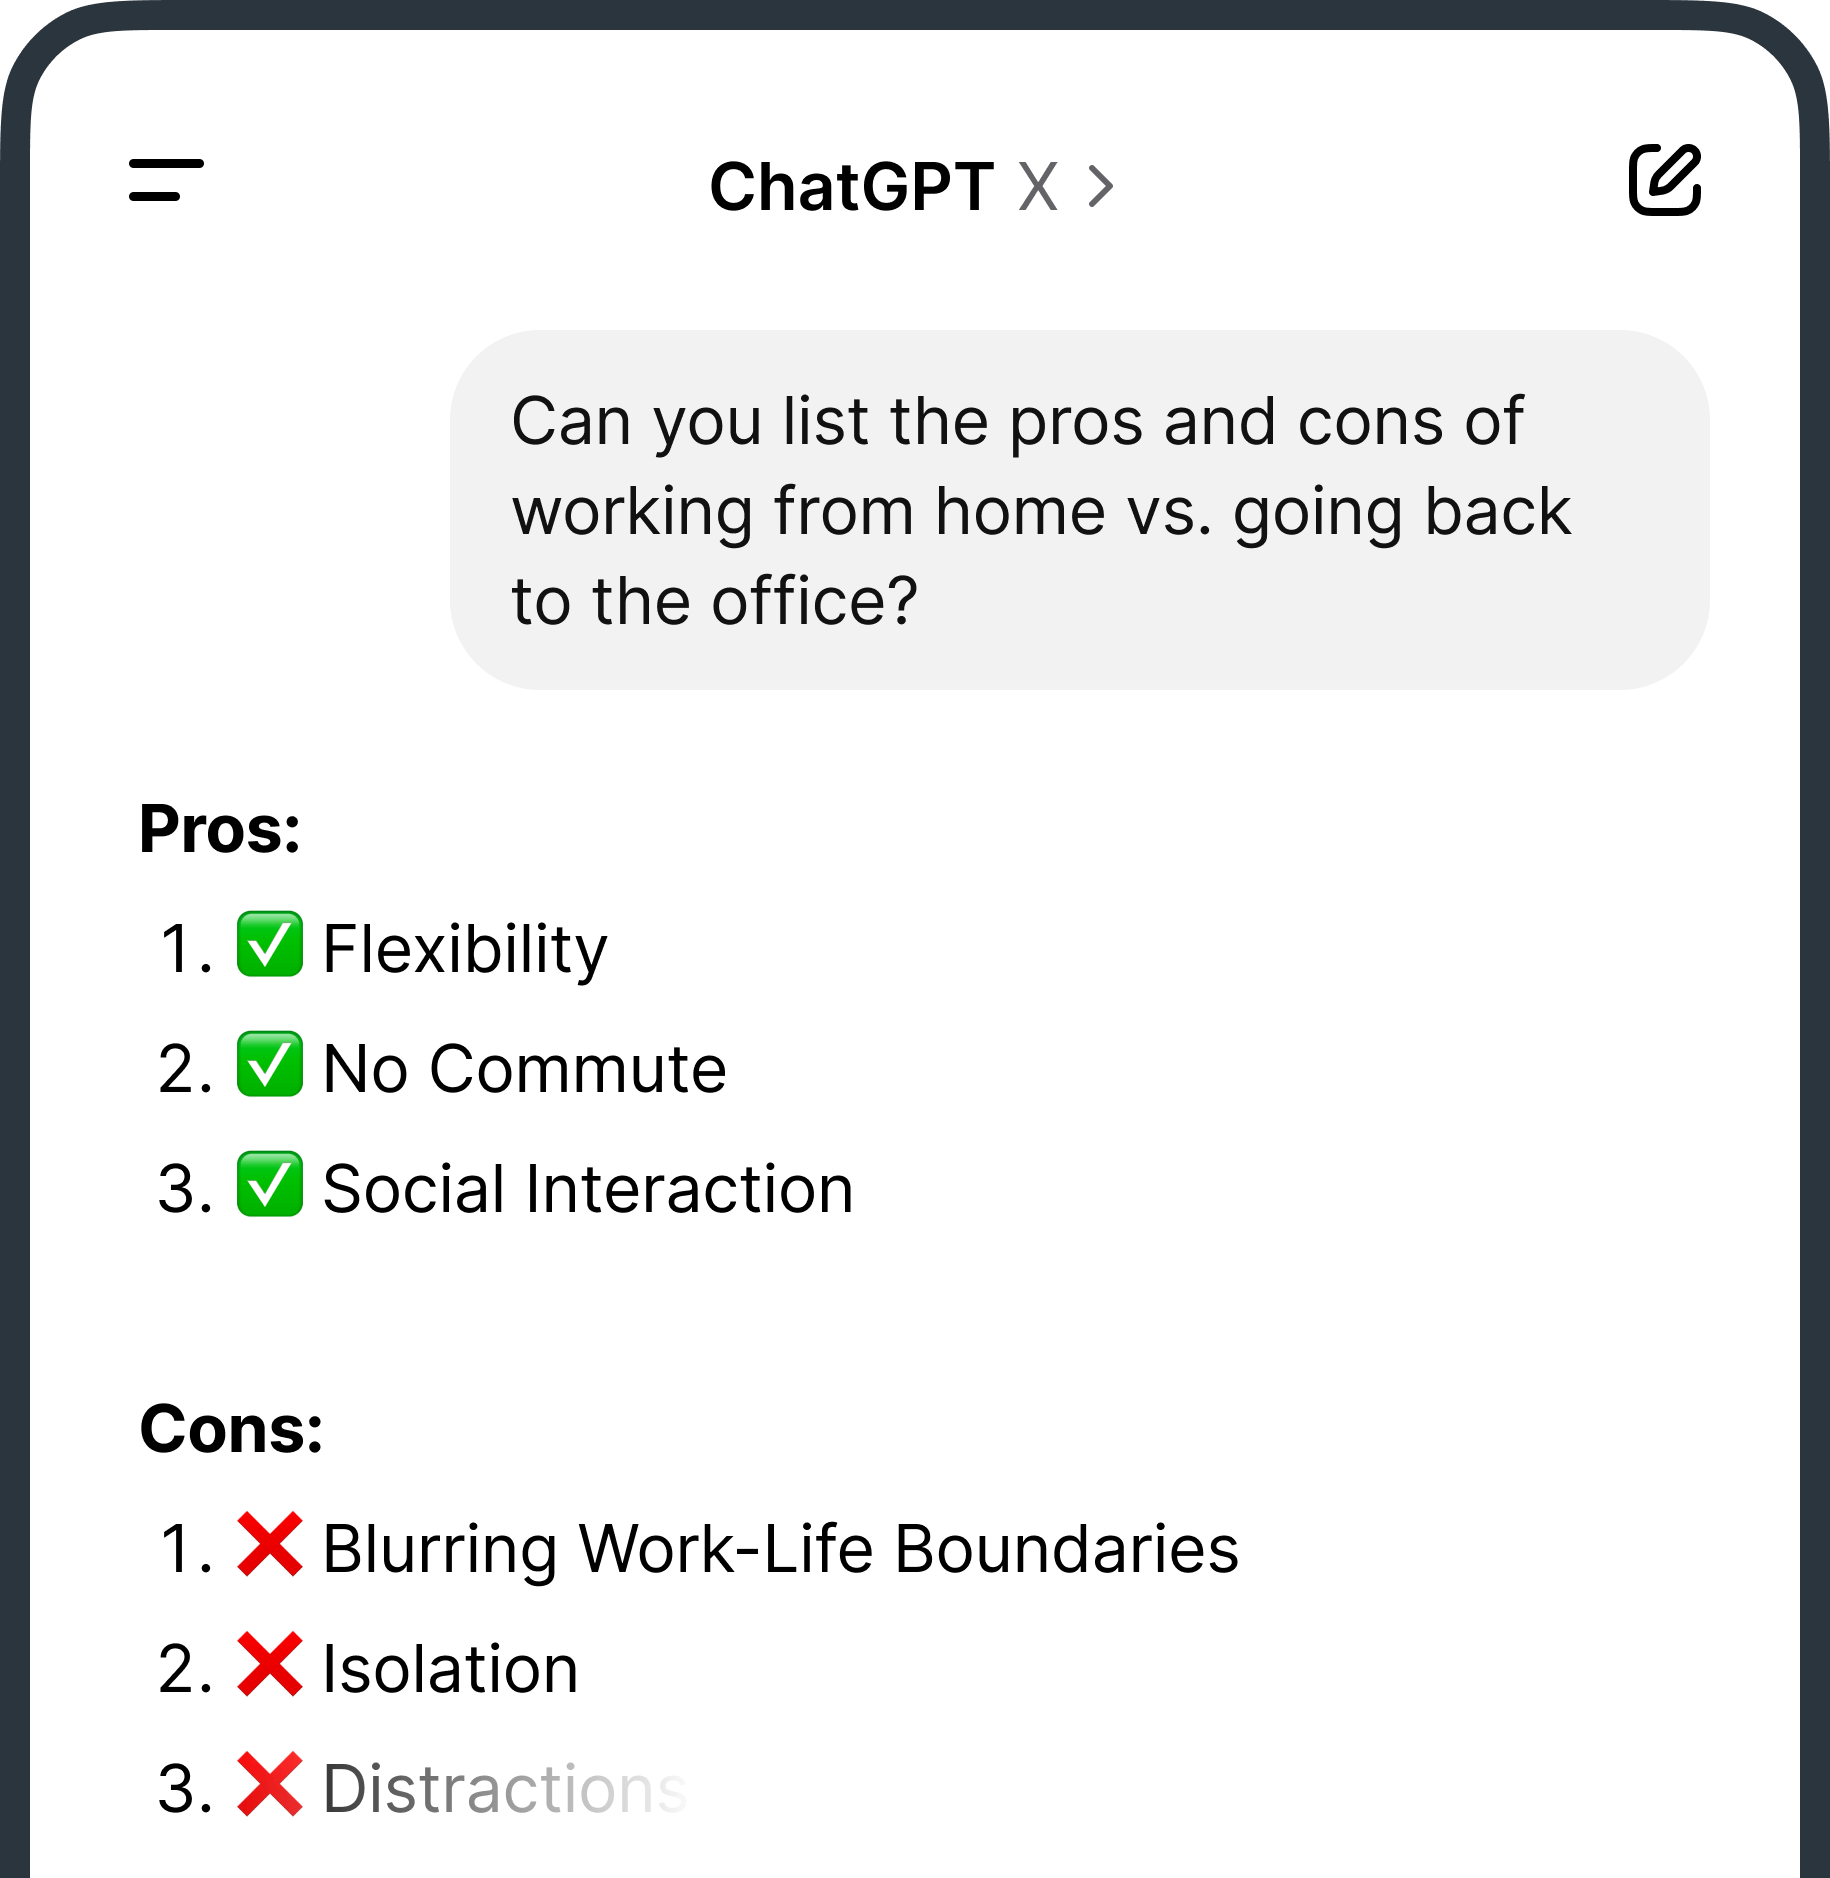 ChatGPT X >
Can you list the pros and cons of
working from home vs. going back
to the office?
Pros:
1. ✅ Flexibility
2. ✅ No Commute
3. ✅ Social Interaction
Cons:
1. ❌ Blurring Work-Life Boundaries
2. ❌ Isolation
3. ❌ Distractions